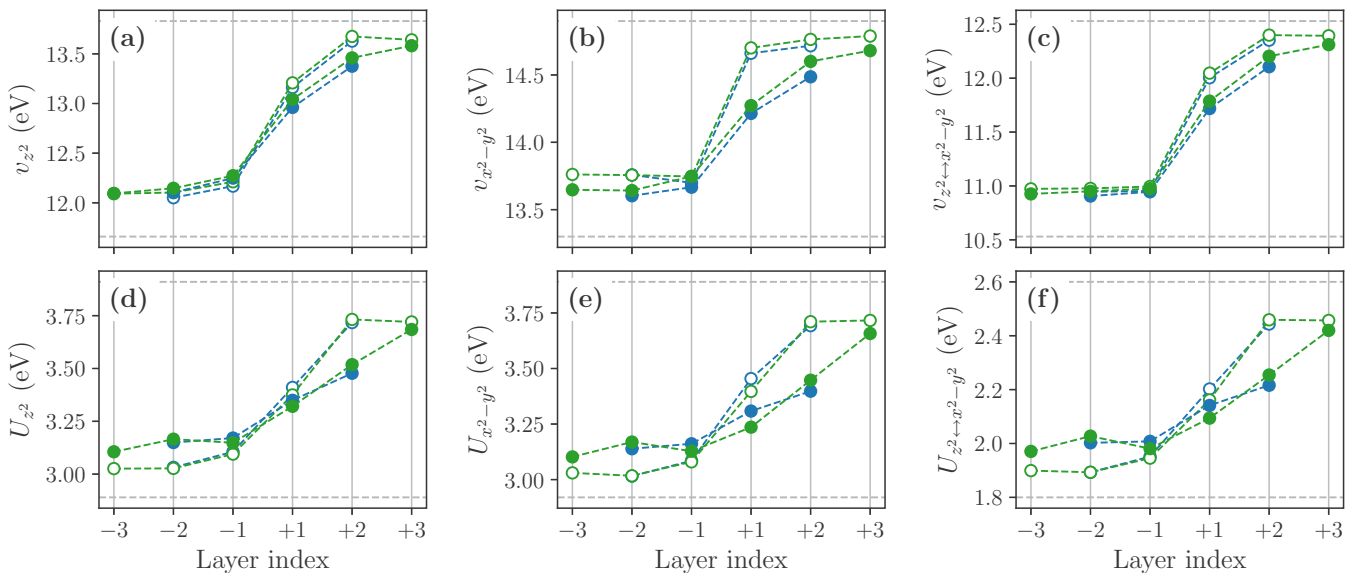 (a)
v_{z^2} (eV)
13.5
13.0
12.5
12.0
(b)
v_{x^2−y^2} (eV)
14.5
14.0
13.5
(c)
v_{z^2↔x^2−y^2} (eV)
12.5
12.0
11.5
11.0
10.5
(d)
U_{z^2} (eV)
3.75
3.50
3.25
3.00
−3 −2 −1 +1 +2 +3
Layer index
(e)
U_{x^2−y^2} (eV)
3.75
3.50
3.25
3.00
−3 −2 −1 +1 +2 +3
Layer index
(f)
U_{z^2↔x^2−y^2} (eV)
2.6
2.4
2.2
2.0
1.8
−3 −2 −1 +1 +2 +3
Layer index